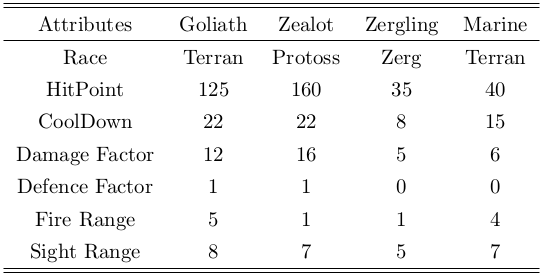 Attributes Goliath Zealot Zergling Marine
Race Terran Protoss Zerg Terran
HitPoint 125 160 35 40
CoolDown 22 22 8 15
Damage Factor 12 16 5 6
Defence Factor 1 1 0 0
Fire Range 5 1 1 4
Sight Range 8 7 5 7